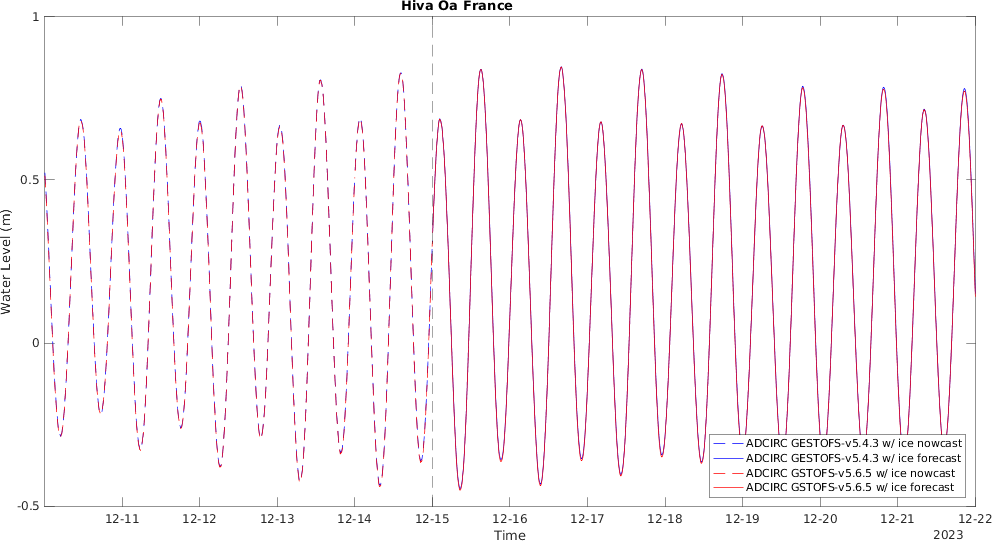 Hiva Oa France
1
0.5
0
-0.5
Water Level (m)
12-11
12-12
12-13
12-14
12-15
12-16
12-17
12-18
12-19
12-20
12-21
12-22
Time
2023
ADCIRC GESTOFS-v5.4.3 w/ ice nowcast
ADCIRC GESTOFS-v5.4.3 w/ ice forecast
ADCIRC GSTOFS-v5.6.5 w/ ice nowcast
ADCIRC GSTOFS-v5.6.5 w/ ice forecast